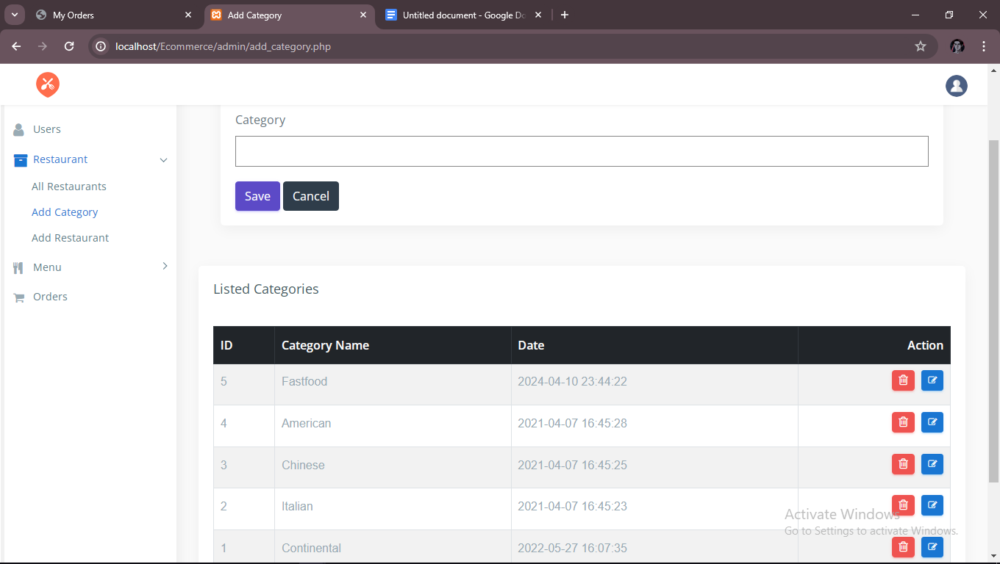 My Orders
Add Category
Untitled document - Google Do
localhost/Ecommerce/admin/add_category.php
Users
Restaurant
All Restaurants
Add Category
Add Restaurant
Menu
Orders
Category
Save Cancel
Listed Categories
ID Category Name Date Action
5 Fastfood 2024-04-10 23:44:22
4 American 2021-04-07 16:45:28
3 Chinese 2021-04-07 16:45:25
2 Italian 2021-04-07 16:45:23
1 Continental 2022-05-27 16:07:35
Activate Windows
Go to Settings to activate Windows.